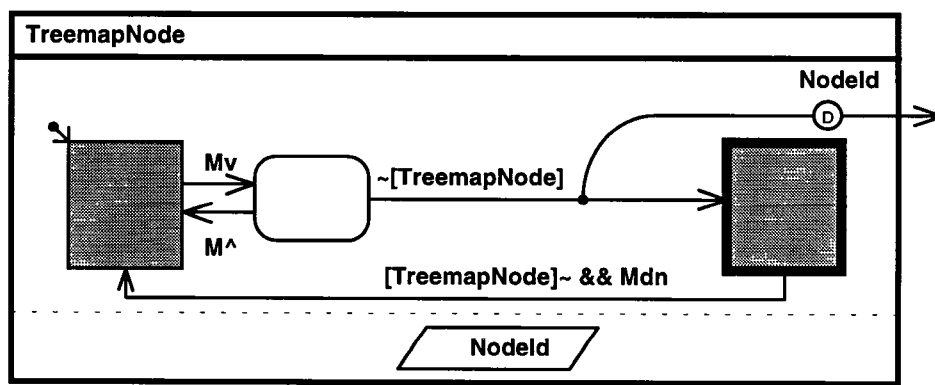 TreemapNode
NodeId
D
Mv
~[TreemapNode]
M^
[TreemapNode]~ && Mdn
NodeId